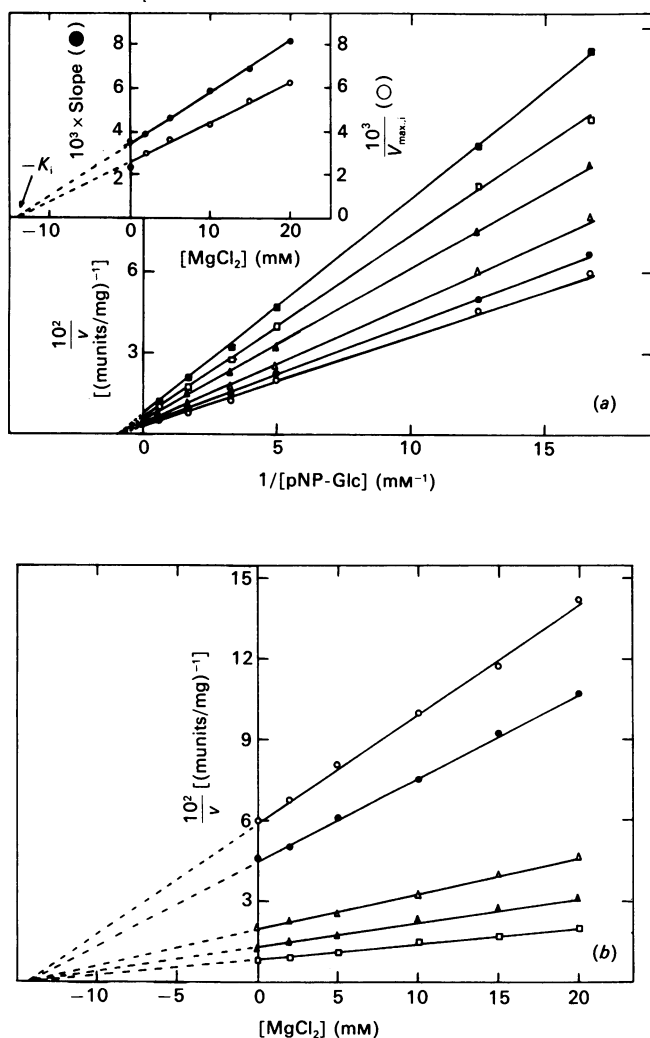 8
6
4
2
10³ × Slope (●)
8
6
4
2
0
10³
V_max.,i (○)
−Kᵢ
−10 0 10 20
[MgCl₂] (mM)
6
3
10²
v
[(munits/mg)⁻¹]
(a)
0 5 10 15
1/[pNP-Glc] (mM⁻¹)
15
12
9
6
3
10²
v
[(munits/mg)⁻¹]
(b)
−10 −5 0 5 10 15 20
[MgCl₂] (mM)